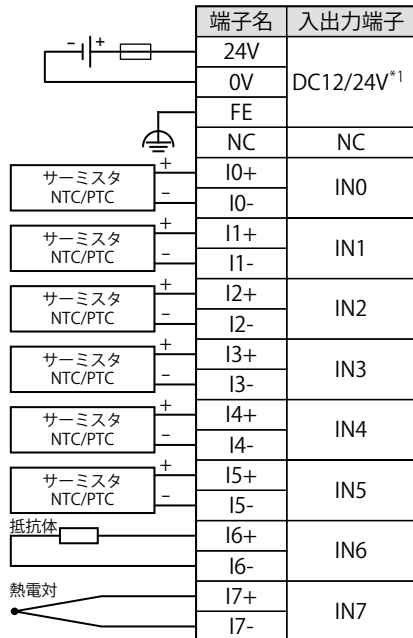 端子名 入出力端子
- + 24V
0V DC12/24V*1
FE
NC NC
サーミスタ + I0+ IN0
NTC/PTC - I0-
サーミスタ + I1+ IN1
NTC/PTC - I1-
サーミスタ + I2+ IN2
NTC/PTC - I2-
サーミスタ + I3+ IN3
NTC/PTC - I3-
サーミスタ + I4+ IN4
NTC/PTC - I4-
サーミスタ + I5+ IN5
NTC/PTC - I5-
抵抗体 I6+ IN6
I6-
熱電対 I7+ IN7
I7-